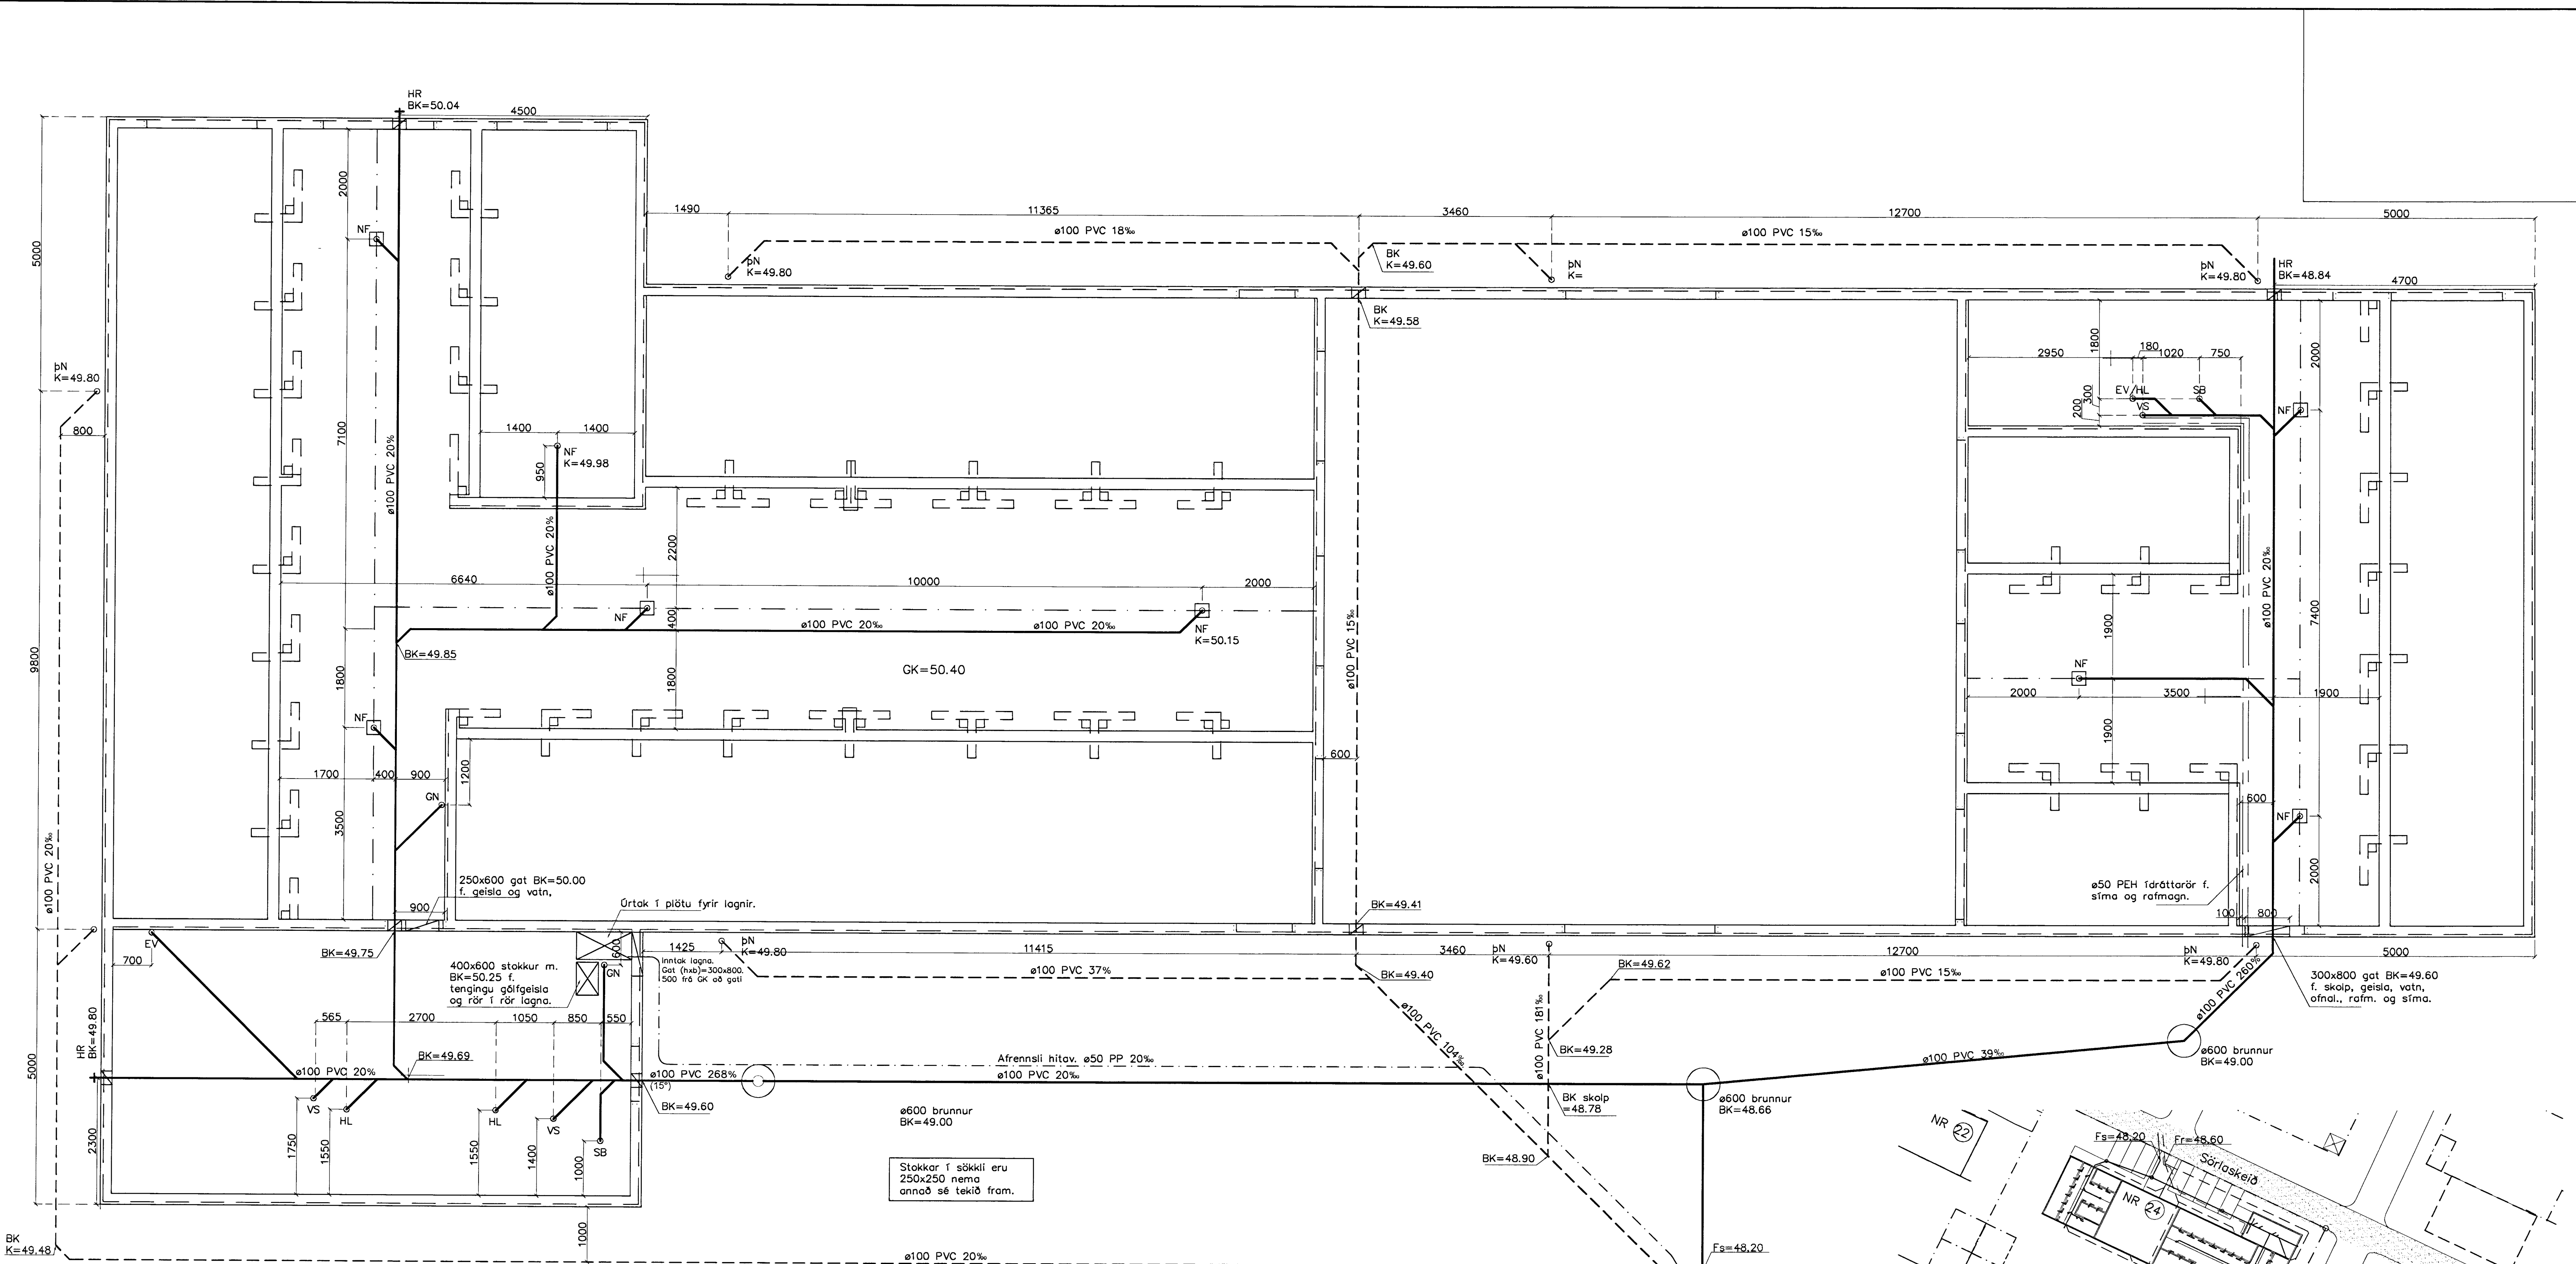 HR
BK=50.04
4500
1490
11365
3460
12700
5000
ø100 PVC 18‰
ø100 PVC 15‰
þN
K=49.80
BK
K=49.60
þN
K=
þN
K=49.80
HR
BK=48.84
4700
BK
K=49.58
5000
2000
NF
þN
K=49.80
800
7100
ø100 PVC 20%
1400
1400
950
NF
K=49.98
ø100 PVC 20%
2200
6640
10000
2000
NF
400
ø100 PVC 20‰
ø100 PVC 20‰
NF
K=50.15
BK=49.85
GK=50.40
1800
1800
NF
9800
1700
400
900
1200
GN
3500
600
ø100 PVC 15‰
ø100 PVC 20‰
2950
1800
180
1020
750
300
200
EV/HL
SB
VS
NF
2000
ø100 PVC 20‰
7400
1900
NF
2000
3500
1900
1900
600
NF
2000
ø50 PEH ídráttarör f.
síma og rafmagn.
100
800
250x600 gat BK=50.00
f. geisla og vatn,
900
Úrtak í plötu fyrir lagnir.
BK=49.41
EV
700
BK=49.75
600
1425
þN
K=49.80
11415
3460
þN
K=49.60
12700
þN
K=49.80
5000
400x600 stokkur m.
BK=50.25 f.
tengingu gólfgeisla
og rör í rör lagna.
GN
Inntak lagna.
Gat (hxb)=300x800.
500 frá GK að gati
ø100 PVC 37%
BK=49.40
BK=49.62
ø100 PVC 15‰
ø100 PVC 260%
300x800 gat BK=49.60
f. skolp, geisla, vatn,
ofnal., rafm. og síma.
HR
BK=49.80
565
2700
1050
850
550
BK=49.69
ø100 PVC 20%
ø100 PVC 268%
(15°)
Afrennsli hitav. ø50 PP 20‰
ø100 PVC 20‰
ø100 PVC 104‰
ø100 PVC 181‰
BK=49.28
ø100 PVC 39‰
ø600 brunnur
BK=49.00
5000
VS
HL
HL
VS
SB
BK=49.60
ø600 brunnur
BK=49.00
BK skolp
=48.78
ø600 brunnur
BK=48.66
2300
1750
1550
1550
1400
1000
BK=48.90
Stokkar í sökkli eru
250x250 nema
annað sé tekið fram.
NR 22
Fs=48.20
Fr=48.60
Sörlaskeið
NR 24
BK
K=49.48
1000
ø100 PVC 20‰
Fs=48.20